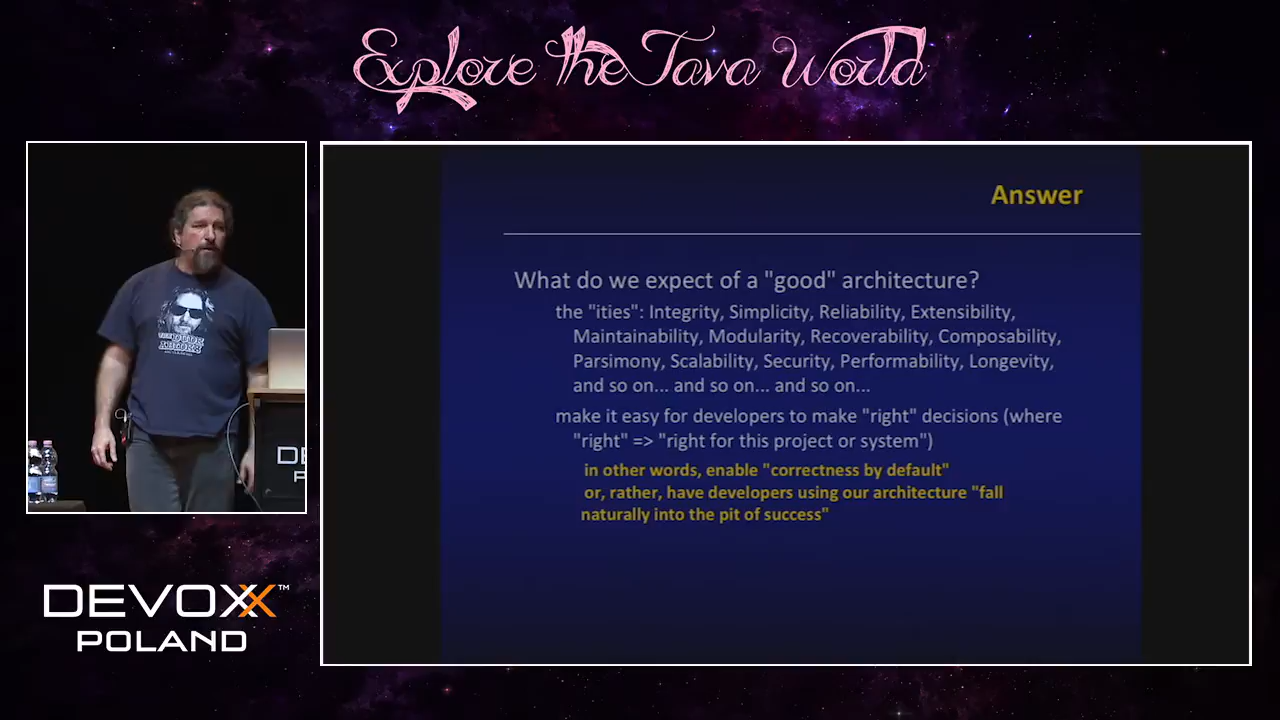 Explore the Java World
Answer
What do we expect of a "good" architecture?
the "ities": Integrity, Simplicity, Reliability, Extensibility,
Maintainability, Modularity, Recoverability, Composability,
Parsimony, Scalability, Security, Performability, Longevity,
and so on... and so on... and so on...
make it easy for developers to make "right" decisions (where
"right" => "right for this project or system")
in other words, enable "correctness by default"
or, rather, have developers using our architecture "fall
naturally into the pit of success"
DEVOXX™
POLAND